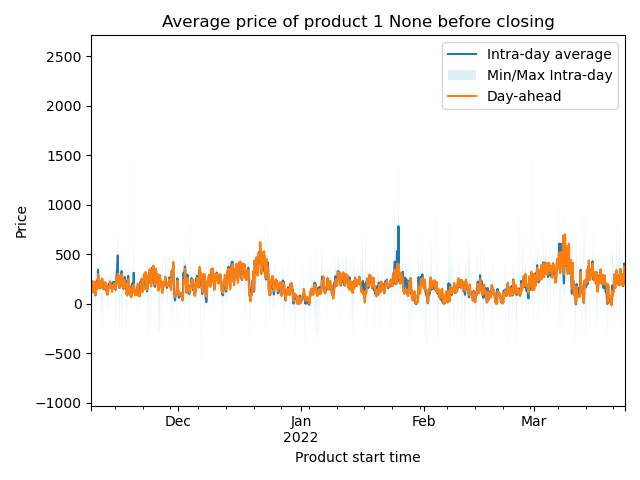 Average price of product 1 None before closing
2500
2000
1500
1000
500
0
−500
−1000
Price
Intra-day average
Min/Max Intra-day
Day-ahead
Dec
Jan
2022
Feb
Mar
Product start time